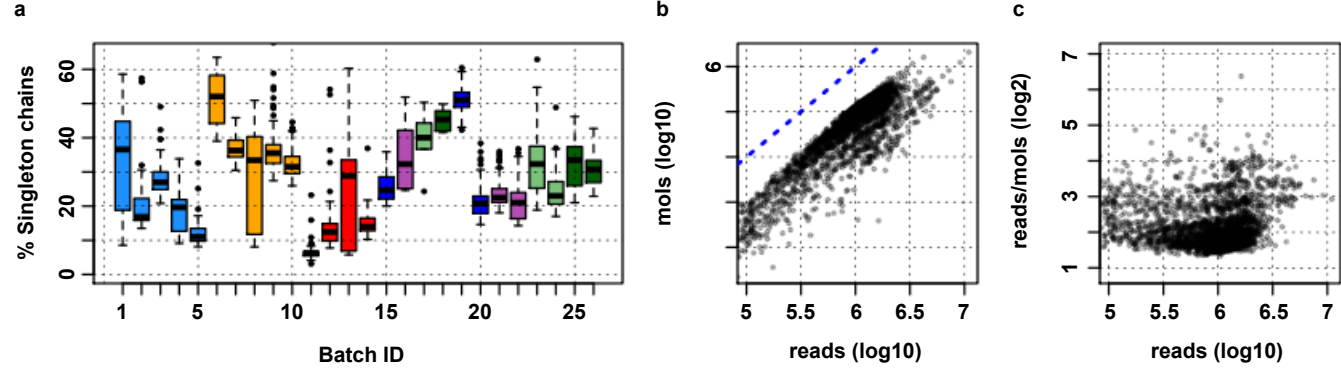 a
% Singleton chains
60
40
20
0
1 5 10 15 20 25
Batch ID
b
mols (log10)
6
5 5.5 6 6.5 7
reads (log10)
c
reads/mols (log2)
7
5
3
1
5 5.5 6 6.5 7
reads (log10)